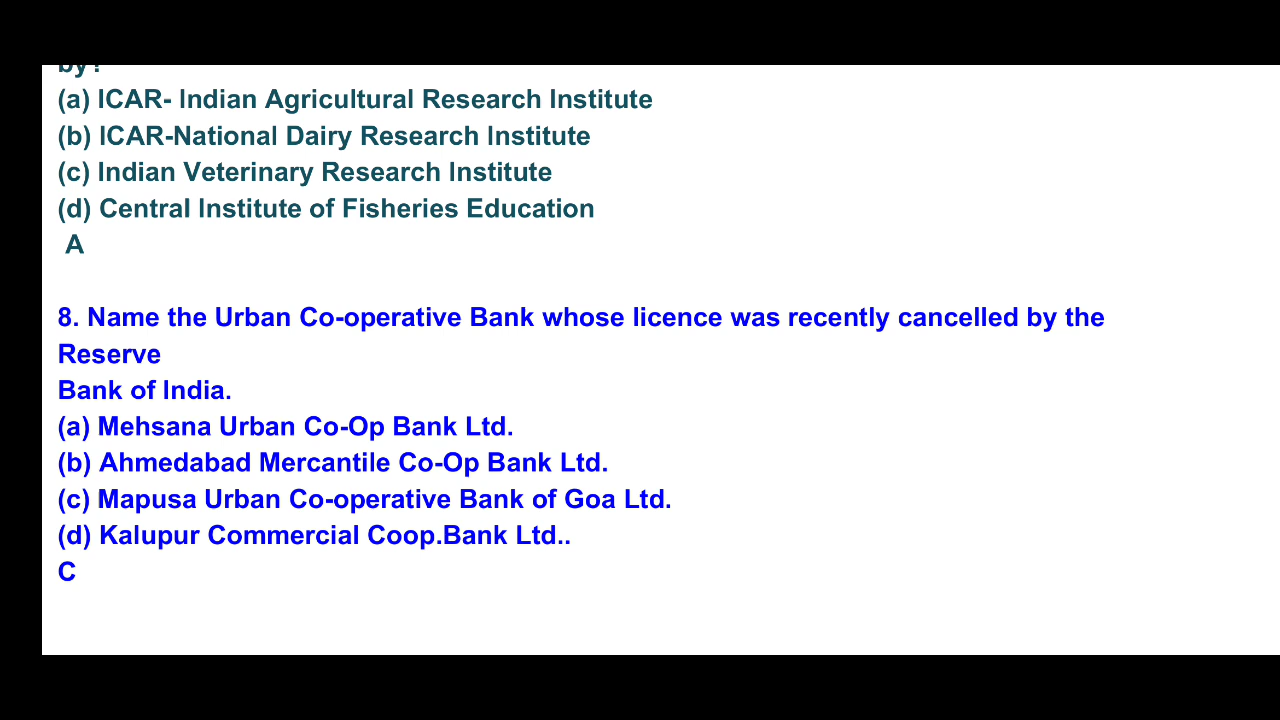 by?
(a) ICAR- Indian Agricultural Research Institute
(b) ICAR-National Dairy Research Institute
(c) Indian Veterinary Research Institute
(d) Central Institute of Fisheries Education
A
8. Name the Urban Co-operative Bank whose licence was recently cancelled by the
Reserve
Bank of India.
(a) Mehsana Urban Co-Op Bank Ltd.
(b) Ahmedabad Mercantile Co-Op Bank Ltd.
(c) Mapusa Urban Co-operative Bank of Goa Ltd.
(d) Kalupur Commercial Coop.Bank Ltd..
C